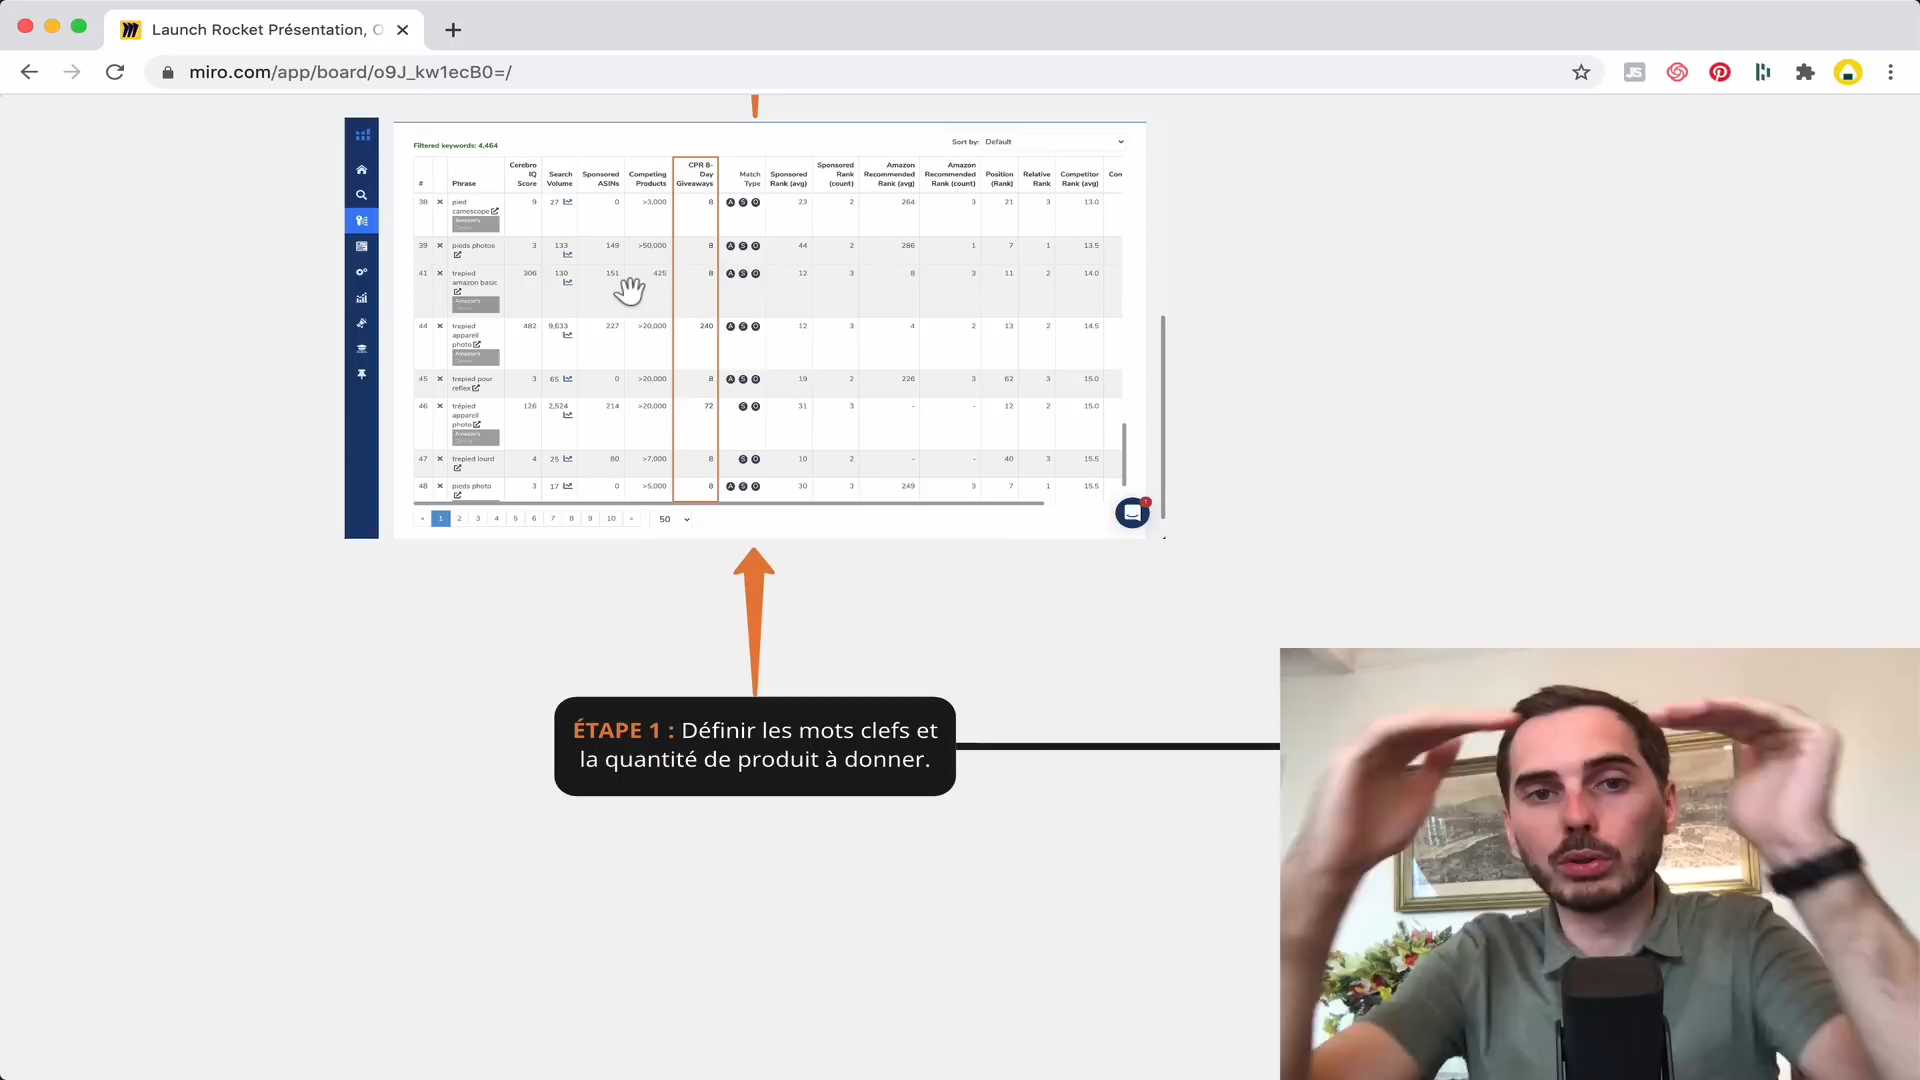 Launch Rocket Présentation, O
miro.com/app/board/o9J_kw1ecB0=/
Filtered keywords: 4,464
Sort by: Default
# Phrase Cerebro IQ Score Search Volume Sponsored ASINs Competing Products CPR 8-Day Giveaways Match Type Sponsored Rank (avg) Sponsored Rank (count) Amazon Recommended Rank (avg) Amazon Recommended Rank (count) Position (Rank) Relative Rank Competitor Rank (avg) Con
38 pied camescope 9 27 0 >3,000 8 A S O 23 2 264 3 21 3 13.0
Amazon's
39 pieds photos 3 133 149 >50,000 8 A S O 44 2 286 1 7 1 13.5
41 trepied amazon basic 306 130 151 425 8 A S O 12 3 8 3 11 2 14.0
Amazon's
44 trepied appareil photo 482 9,633 227 >20,000 240 A S O 12 3 4 2 13 2 14.5
Amazon's
45 trepied pour reflex 3 65 0 >20,000 8 A S O 19 2 226 3 62 3 15.0
46 trépied appareil photo 126 2,524 214 >20,000 72 S O 31 3 - - 12 2 15.0
Amazon's
47 trepied lourd 4 25 80 >7,000 8 S O 10 2 - - 40 3 15.5
48 pieds photo 3 17 0 >5,000 8 A S O 30 3 249 3 7 1 15.5
« 1 2 3 4 5 6 7 8 9 10 » 50
1
ÉTAPE 1 : Définir les mots clefs et
la quantité de produit à donner.